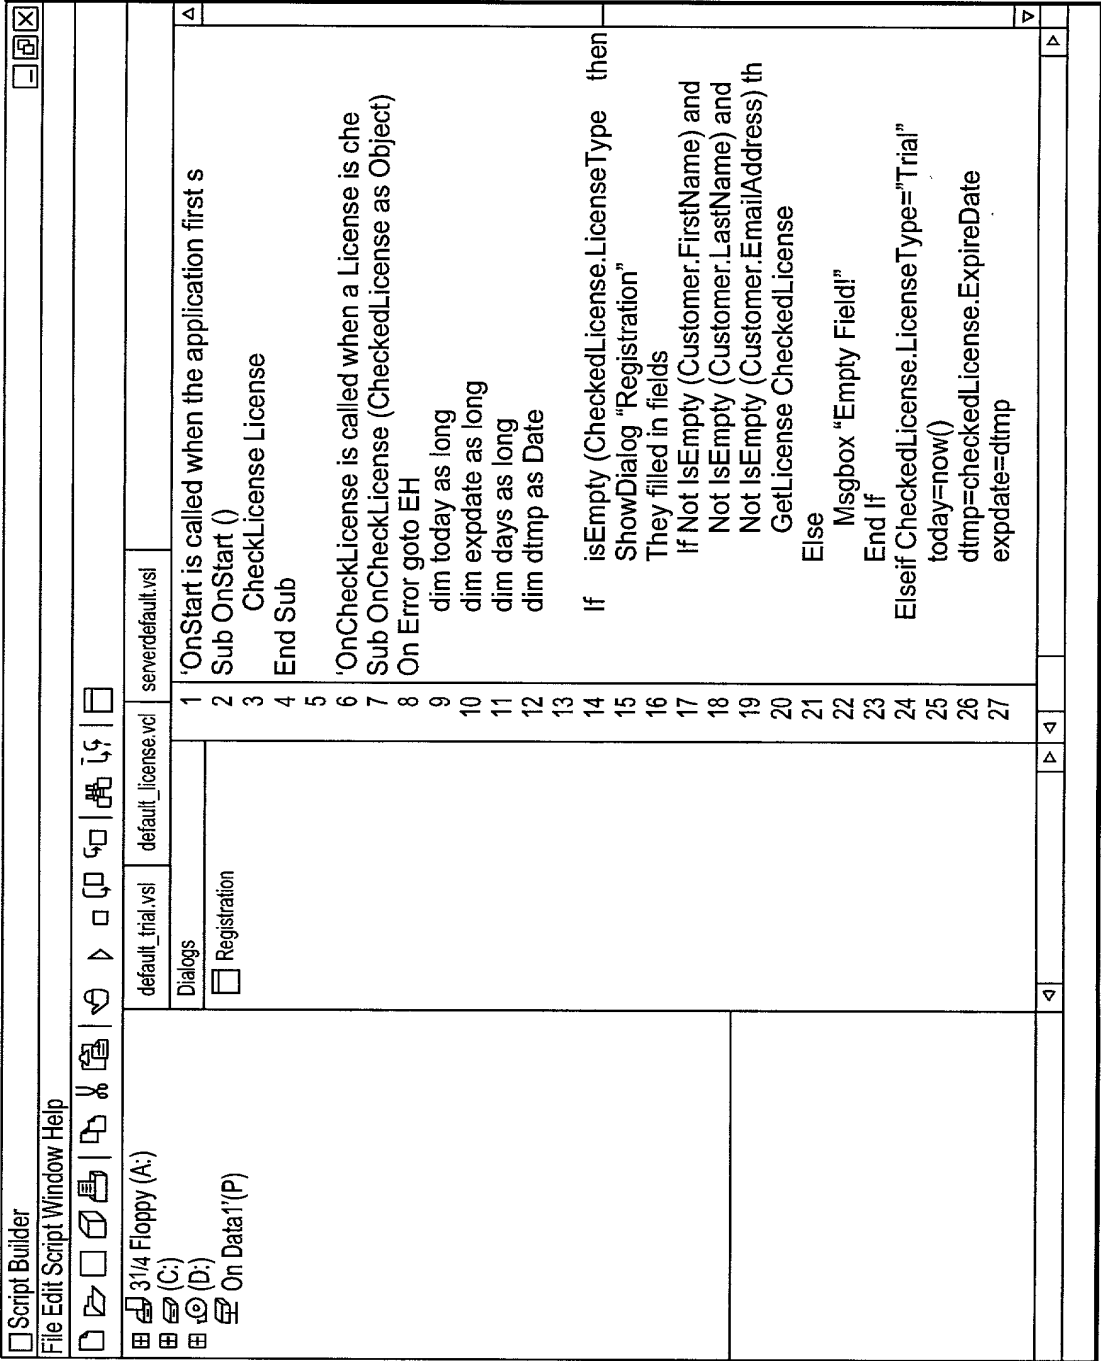 Script Builder
File Edit Script Window Help
31/4 Floppy (A:)
(C:)
(D:)
On Data1'(P)
default_trial.vsl
default_license.vcl
serverdefault.vsl
Dialogs
Registration
1 'OnStart is called when the application first s
2 Sub OnStart ()
3 CheckLicense License
4 End Sub
5
6 'OnCheckLicense is called when a License is che
7 Sub OnCheckLicense (CheckedLicense as Object)
8 On Error goto EH
9 dim today as long
10 dim expdate as long
11 dim days as long
12 dim dtmp as Date
13
14 If isEmpty (CheckedLicense.LicenseType then
15 ShowDialog “Registration”
16 They filled in fields
17 If Not IsEmpty (Customer.FirstName) and
18 Not IsEmpty (Customer.LastName) and
19 Not IsEmpty (Customer.EmailAddress) th
20 GetLicense CheckedLicense
21 Else
22 Msgbox “Empty Field!”
23 End If
24 Elseif CheckedLicense.LicenseType=”Trial”
25 today=now()
26 dtmp=checkedLicense.ExpireDate
27 expdate=dtmp